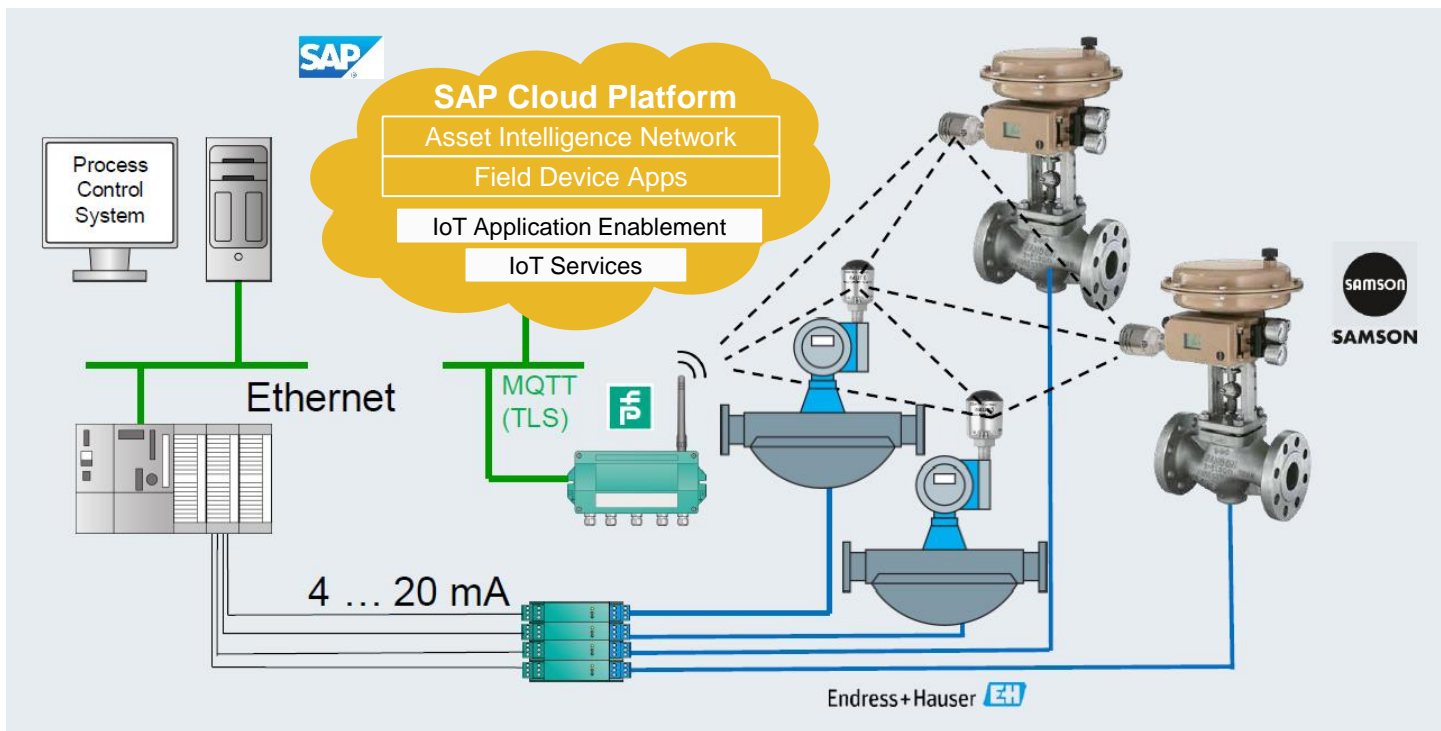 SAP
SAP Cloud Platform
Asset Intelligence Network
Field Device Apps
IoT Application Enablement
IoT Services
Process
Control
System
Ethernet
MQTT
(TLS)
4 … 20 mA
samson
SAMSON
Endress+Hauser EH